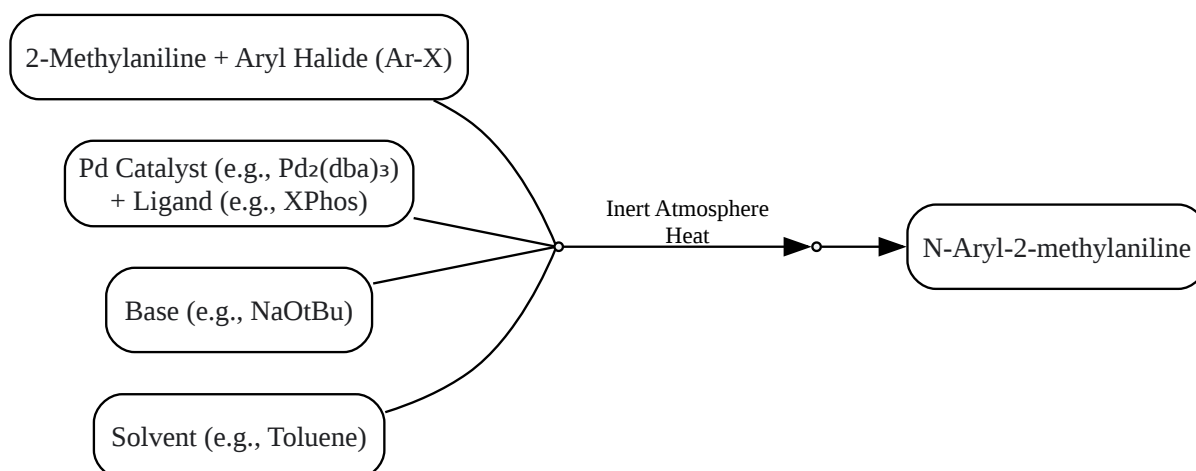 2-Methylaniline + Aryl Halide (Ar-X)
Pd Catalyst (e.g., Pd₂(dba)₃)
+ Ligand (e.g., XPhos)
Base (e.g., NaOtBu)
Solvent (e.g., Toluene)
Inert Atmosphere
Heat
N-Aryl-2-methylaniline